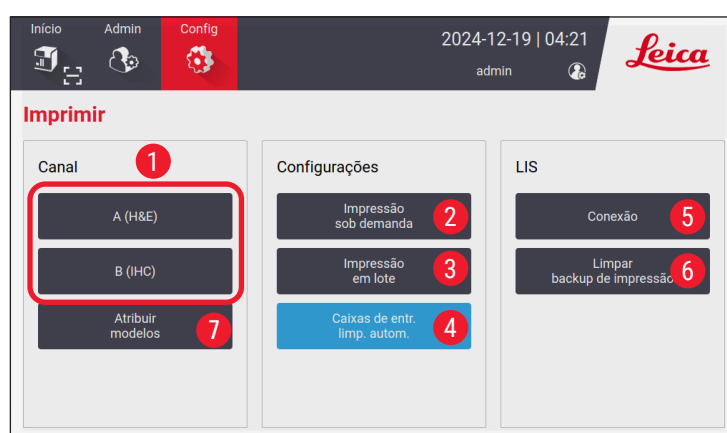 Início Admin Config
2024-12-19 | 04:21
admin
Leica
Imprimir
Canal
1
A (H&E)
B (IHC)
Atribuir
modelos
7
Configurações
Impressão
sob demanda
2
Impressão
em lote
3
Caixas de entr.
limp. autom.
4
LIS
Conexão
5
Limpar
backup de impressão
6